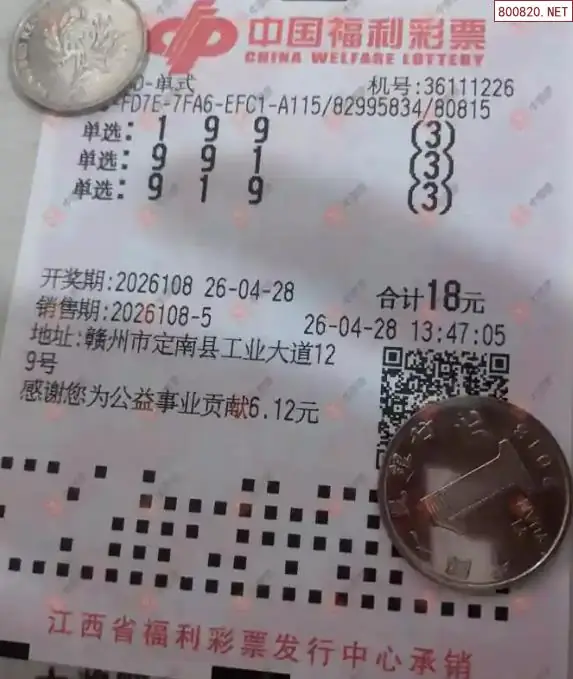 800820.NET
中国福利彩票
CHINA WELFARE LOTTERY
D-单式 机号:36111226
-FD7E-7FA6-EFC1-A115/82995834/80815
单选: 1 9 9 (3)
单选: 9 9 1 (3)
单选: 9 1 9 (3)
开奖期:2026108 26-04-28 合计18元
销售期:2026108-5 26-04-28 13:47:05
地址:赣州市定南县工业大道12
9号
感谢您为公益事业贡献6.12元
江西省福利彩票发行中心承销